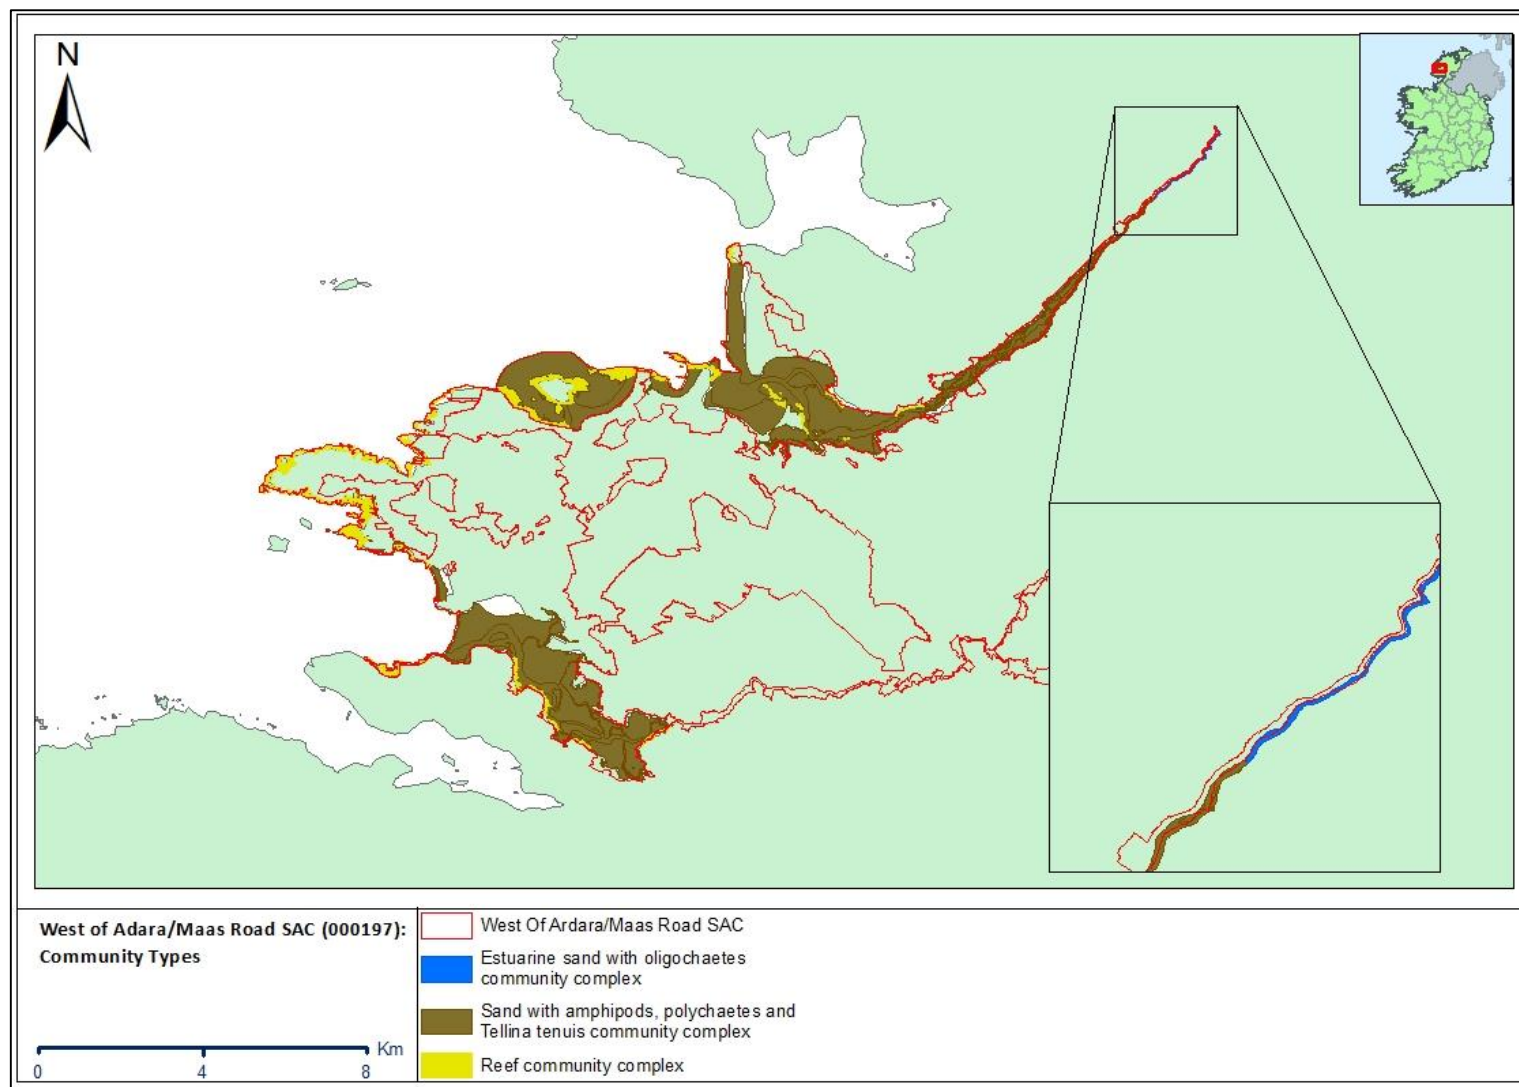 N
West of Adara/Maas Road SAC (000197):
Community Types
0 4 8 Km
West Of Ardara/Maas Road SAC
Estuarine sand with oligochaetes
community complex
Sand with amphipods, polychaetes and
Tellina tenuis community complex
Reef community complex